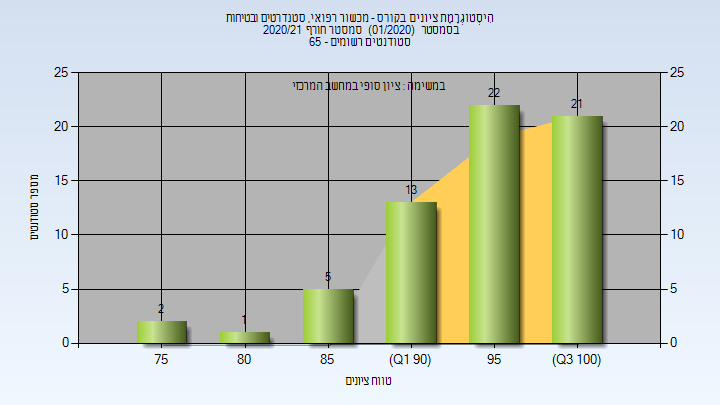 היסטוגרמת ציונים בקורס - מכשור רפואי, סטנדרטים ובטיחות
בסמסטר (01/2020) סמסטר חורף 2020/21
סטודנטים רשומים - 65
במשימה : ציון סופי במחשב המרכזי
25 25
20 20
15 15
10 10
5 5
0 0
2 1 5 13 22 21
מספר סטודנטים
75 80 85 (Q1 90) 95 (Q3 100)
טווח ציונים